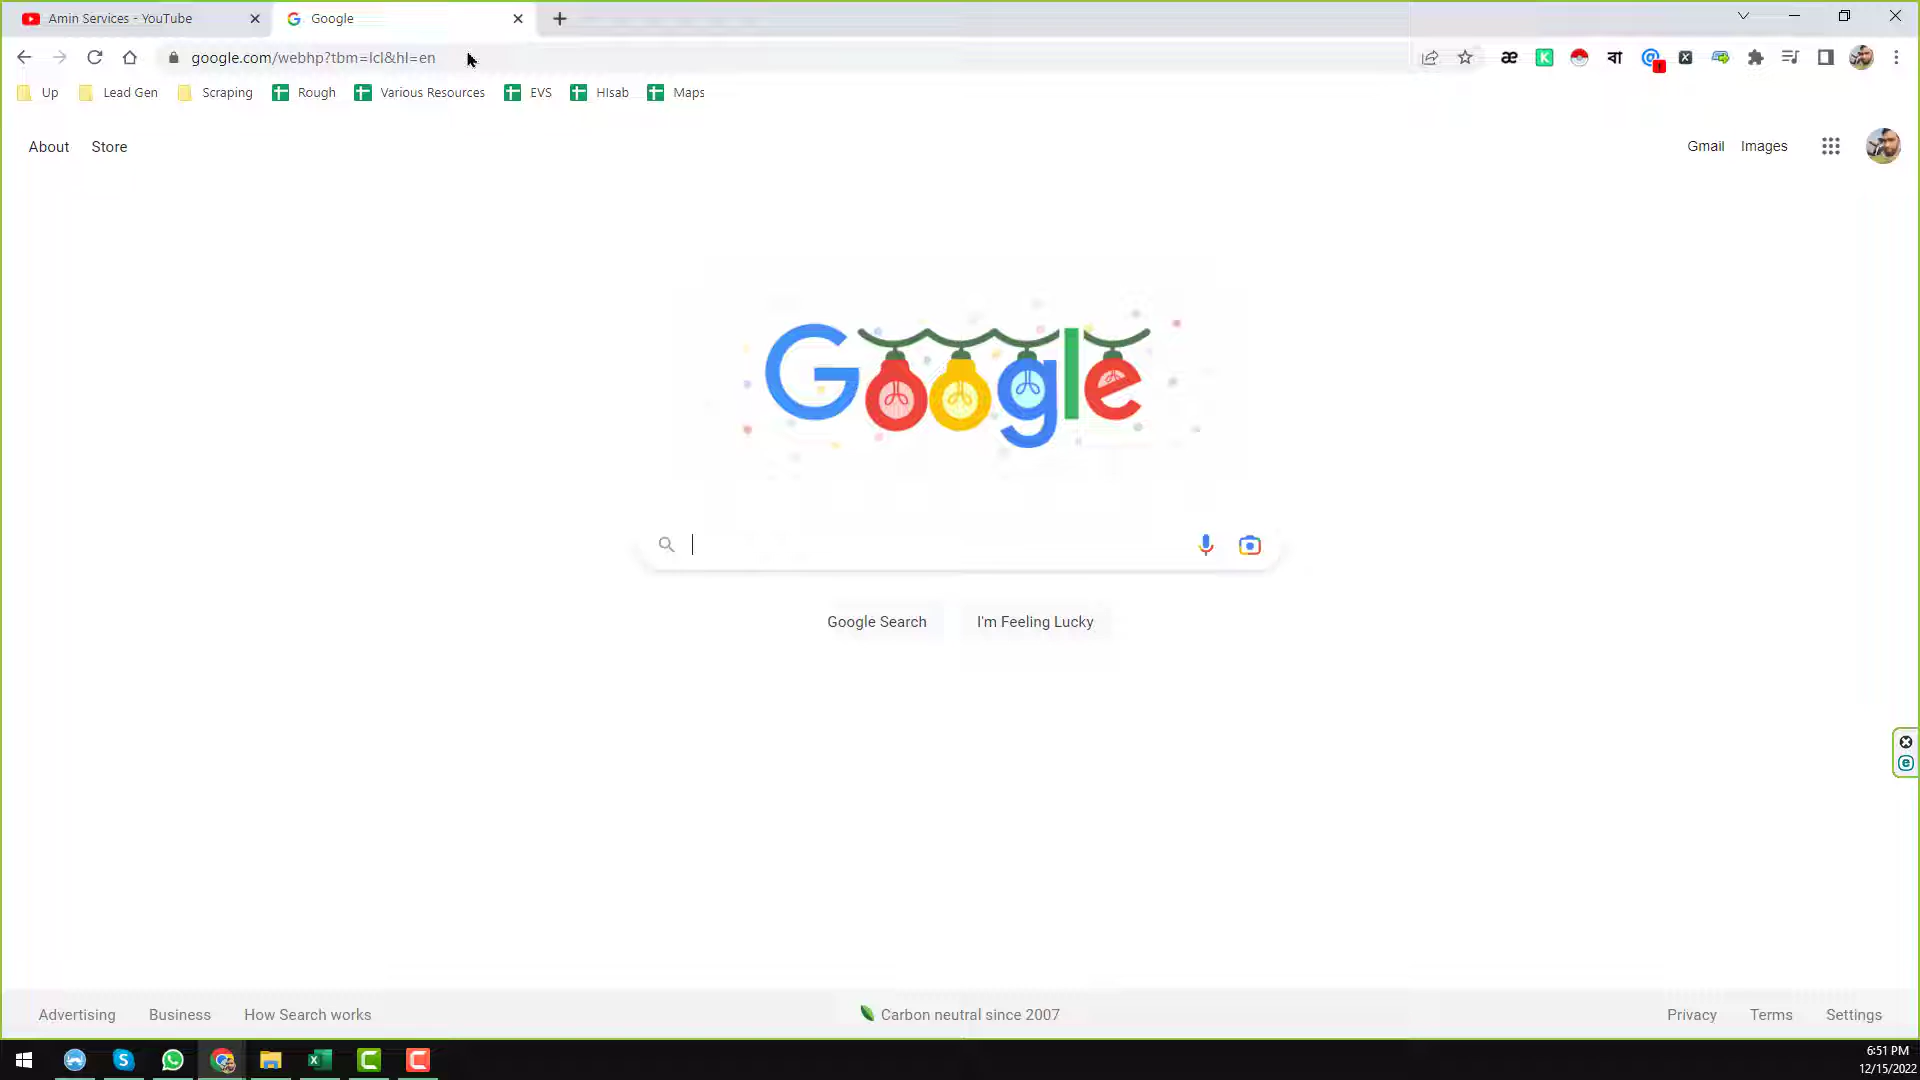 Amin Services - YouTube
Google
google.com/webhp?tbm=lcl&hl=en
Up
Lead Gen
Scraping
Rough
Various Resources
EVS
HIsab
Maps
About
Store
Gmail
Images
Google
Google Search
I'm Feeling Lucky
Advertising
Business
How Search works
Carbon neutral since 2007
Privacy
Terms
Settings
6:51 PM
12/15/2022